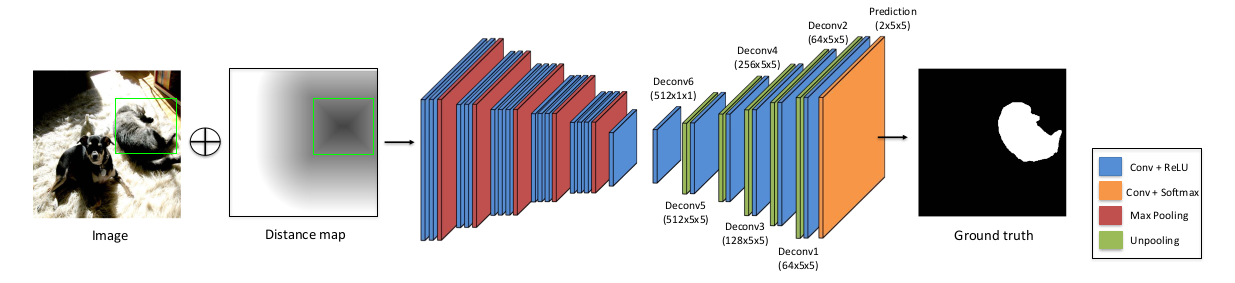 Image
Distance map
Deconv6
(512x1x1)
Deconv5
(512x5x5)
Deconv4
(256x5x5)
Deconv3
(128x5x5)
Deconv2
(64x5x5)
Deconv1
(64x5x5)
Prediction
(2x5x5)
Ground truth
Conv + ReLU
Conv + Softmax
Max Pooling
Unpooling